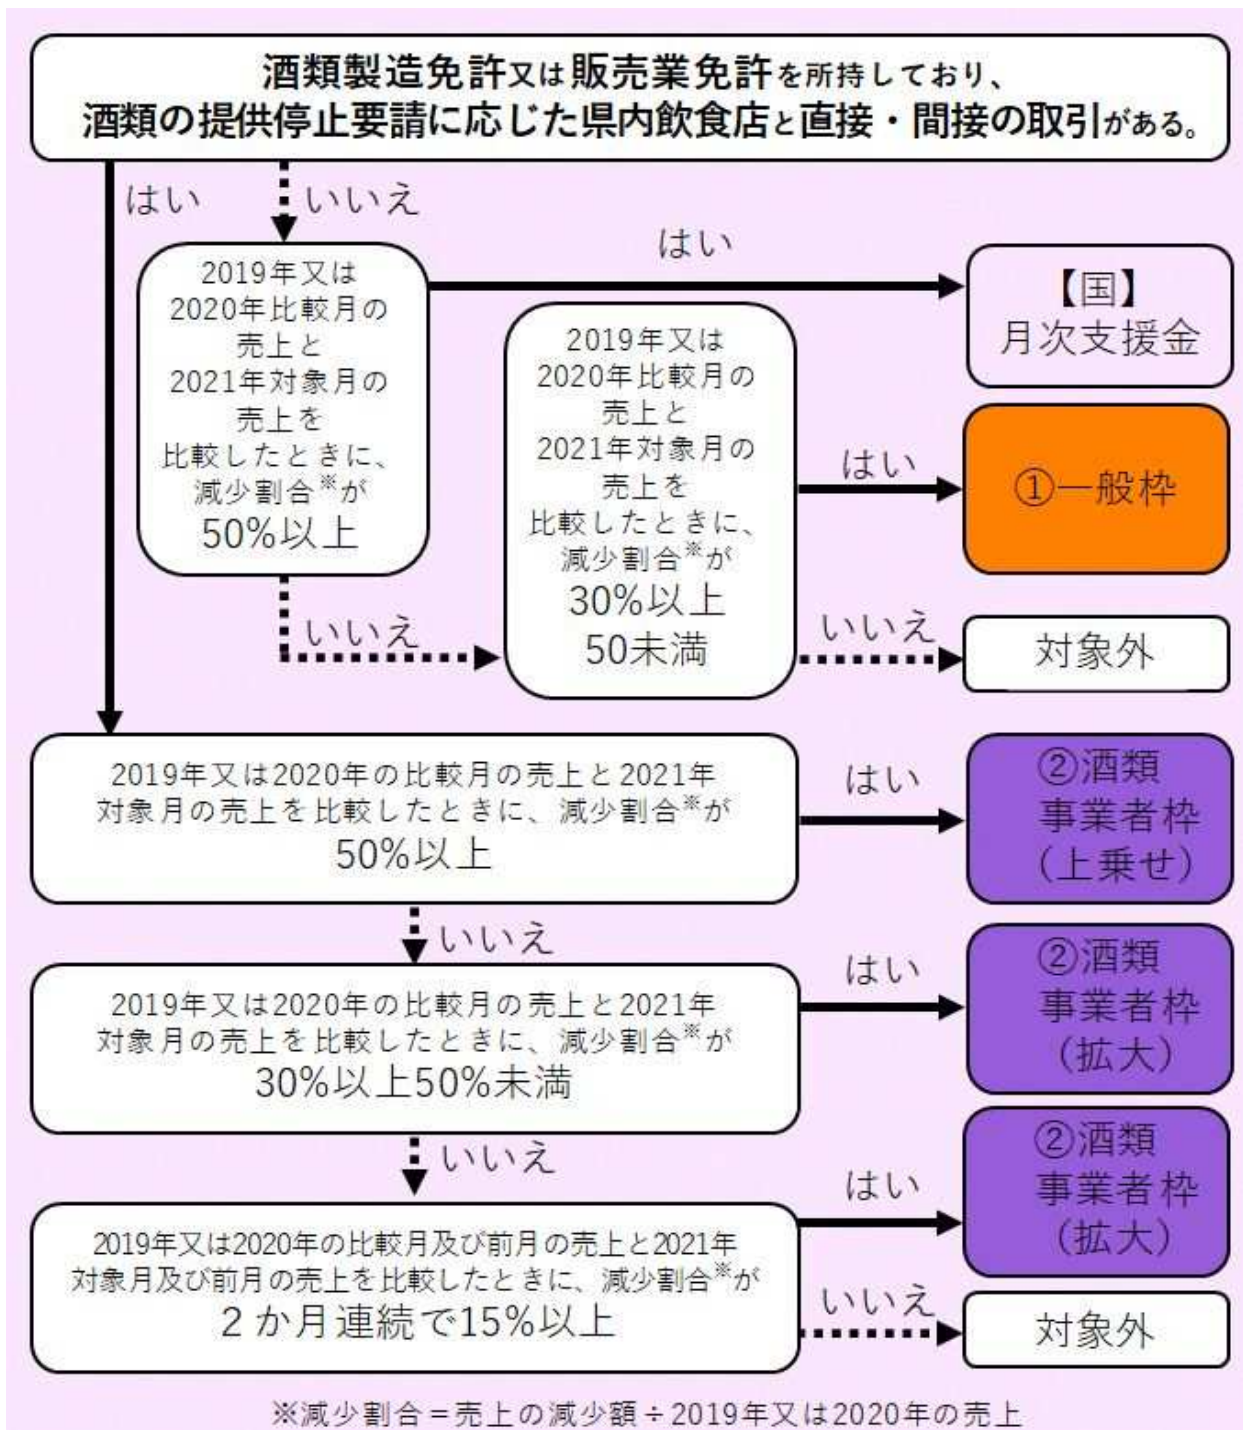 酒類製造免許又は販売業免許を所持しており、
酒類の提供停止要請に応じた県内飲食店と直接・間接の取引がある。
はい
いいえ
2019年又は
2020年比較月の
売上と
2021年対象月の
売上を
比較したときに、
減少割合※が
50%以上
はい
【国】
月次支援金
いいえ
2019年又は
2020年比較月の
売上と
2021年対象月の
売上を
比較したときに、
減少割合※が
30%以上
50未満
はい
①一般枠
いいえ
対象外
2019年又は2020年の比較月の売上と2021年
対象月の売上を比較したときに、減少割合※が
50%以上
はい
②酒類
事業者枠
(上乗せ)
いいえ
2019年又は2020年の比較月の売上と2021年
対象月の売上を比較したときに、減少割合※が
30%以上50%未満
はい
②酒類
事業者枠
(拡大)
いいえ
2019年又は2020年の比較月及び前月の売上と2021年
対象月及び前月の売上を比較したときに、減少割合※が
２か月連続で15%以上
はい
②酒類
事業者枠
(拡大)
いいえ
対象外
※減少割合＝売上の減少額÷2019年又は2020年の売上